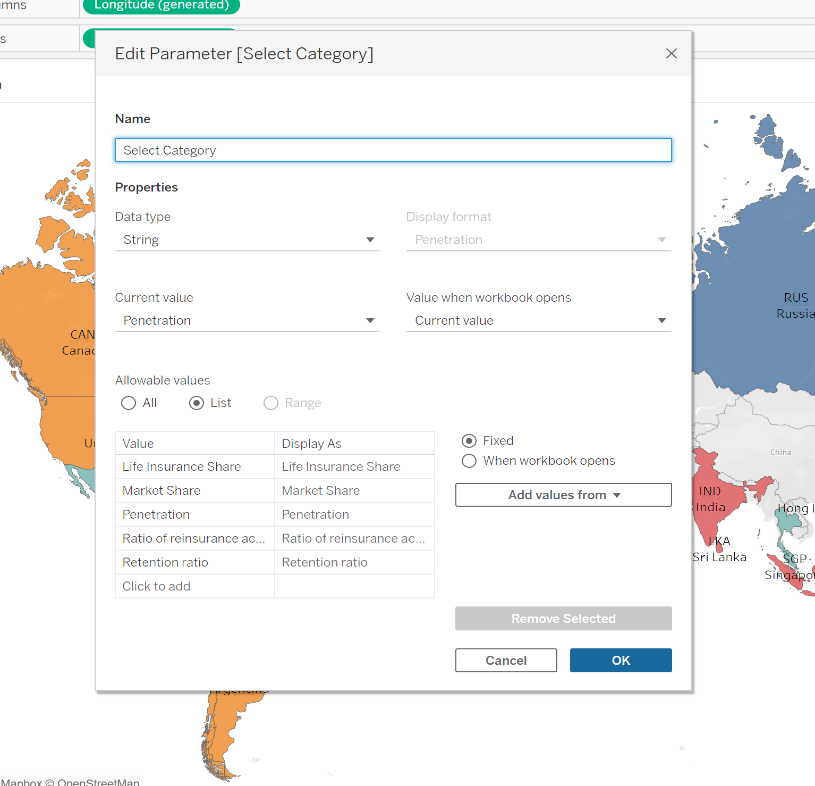 mns
Longitude (generated)
s
Edit Parameter [Select Category]
Name
Select Category
Properties
Data type
Display format
String
Penetration
Current value
Value when workbook opens
Penetration
Current value
Allowable values
All
List
Range
Value
Display As
Life Insurance Share
Life Insurance Share
Market Share
Market Share
Penetration
Penetration
Ratio of reinsurance ac...
Ratio of reinsurance ac...
Retention ratio
Retention ratio
Click to add
Fixed
When workbook opens
Add values from
Remove Selected
Cancel
OK
CAN
Canad
Un
RUS
Russia
China
IND
India
Hong
LKA
Sri Lanka
SGP
Singapo
Argentina
Mapbox © OpenStreetMap